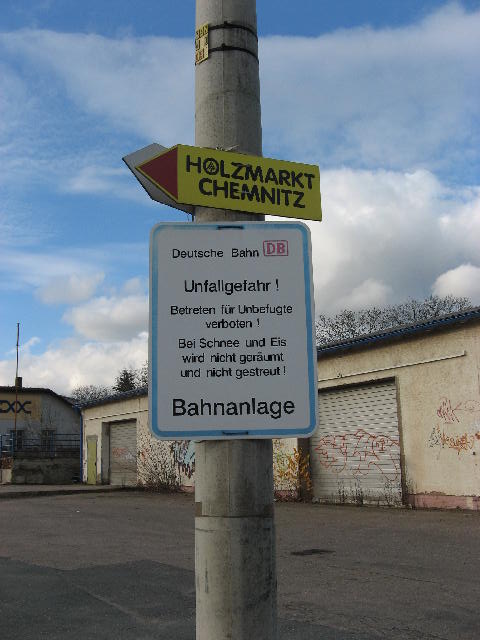 HOLZMARKT
CHEMNITZ
Deutsche Bahn DB
Unfallgefahr !
Betreten für Unbefugte
verboten !
Bei Schnee und Eis
wird nicht geräumt
und nicht gestreut !
Bahnanlage